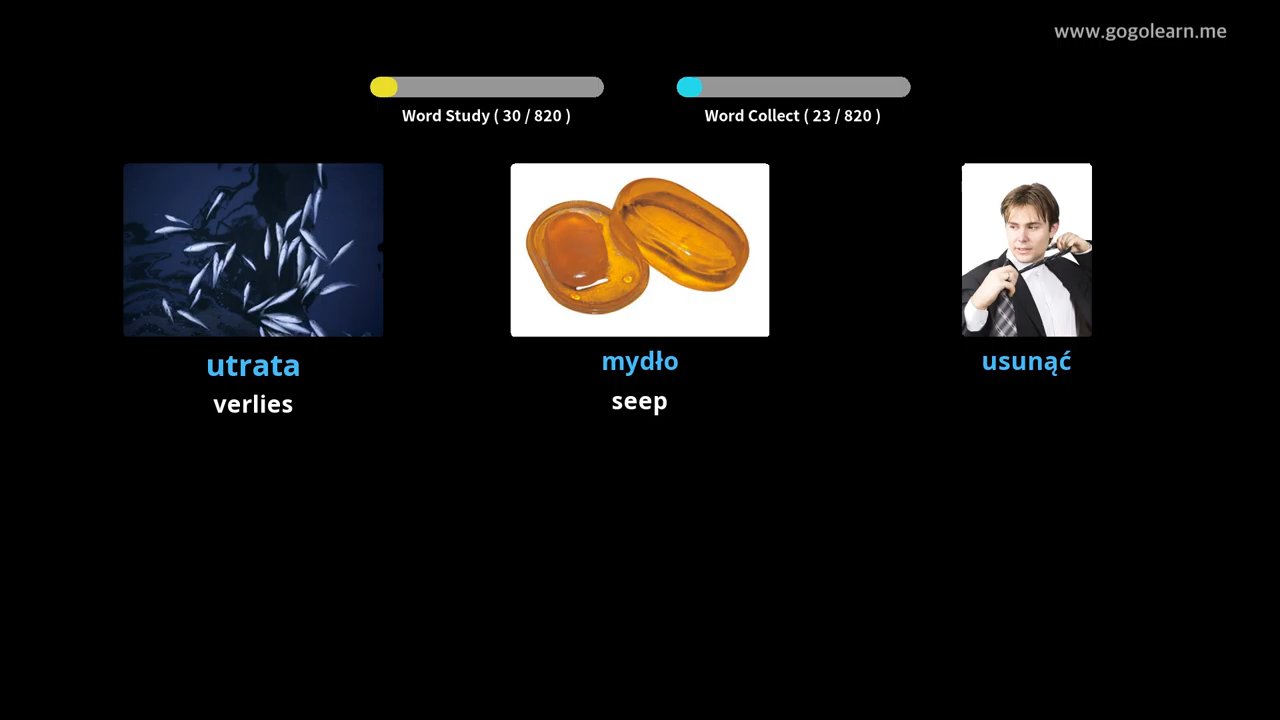 www.gogolearn.me
Word Study ( 30 / 820 )
Word Collect ( 23 / 820 )
utrata
verlies
mydło
seep
usunąć